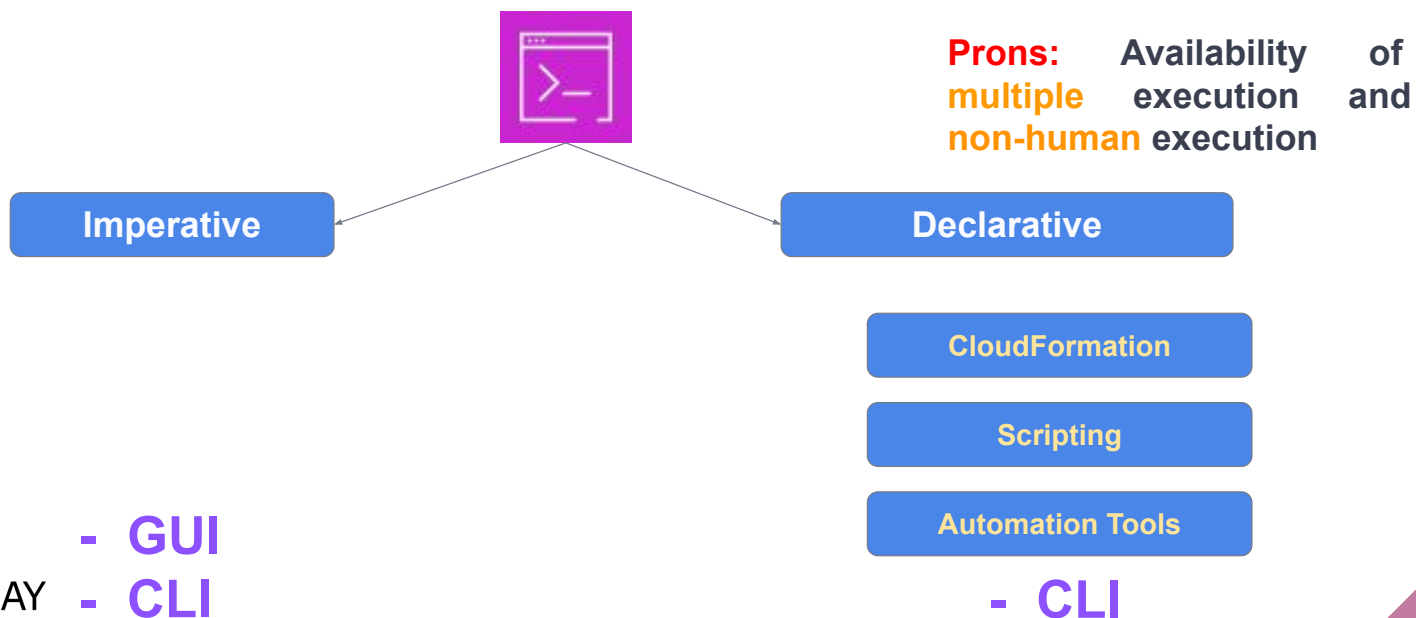 Prons: Availability of
multiple execution and
non-human execution
Imperative
Declarative
CloudFormation
Scripting
Automation Tools
- GUI
AY - CLI
- CLI